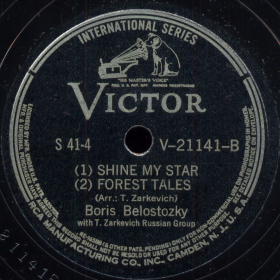 INTERNATIONAL SERIES
"HIS MASTER'S VOICE"
VICTOR
S 41-4
V-21141-B
(1) SHINE MY STAR
(2) FOREST TALES
(Arr.: T. Zarkevich)
Boris Belostozky
with T. Zarkevich Russian Group
RCA MANUFACTURING CO., INC., CAMDEN, N. J., U. S. A.